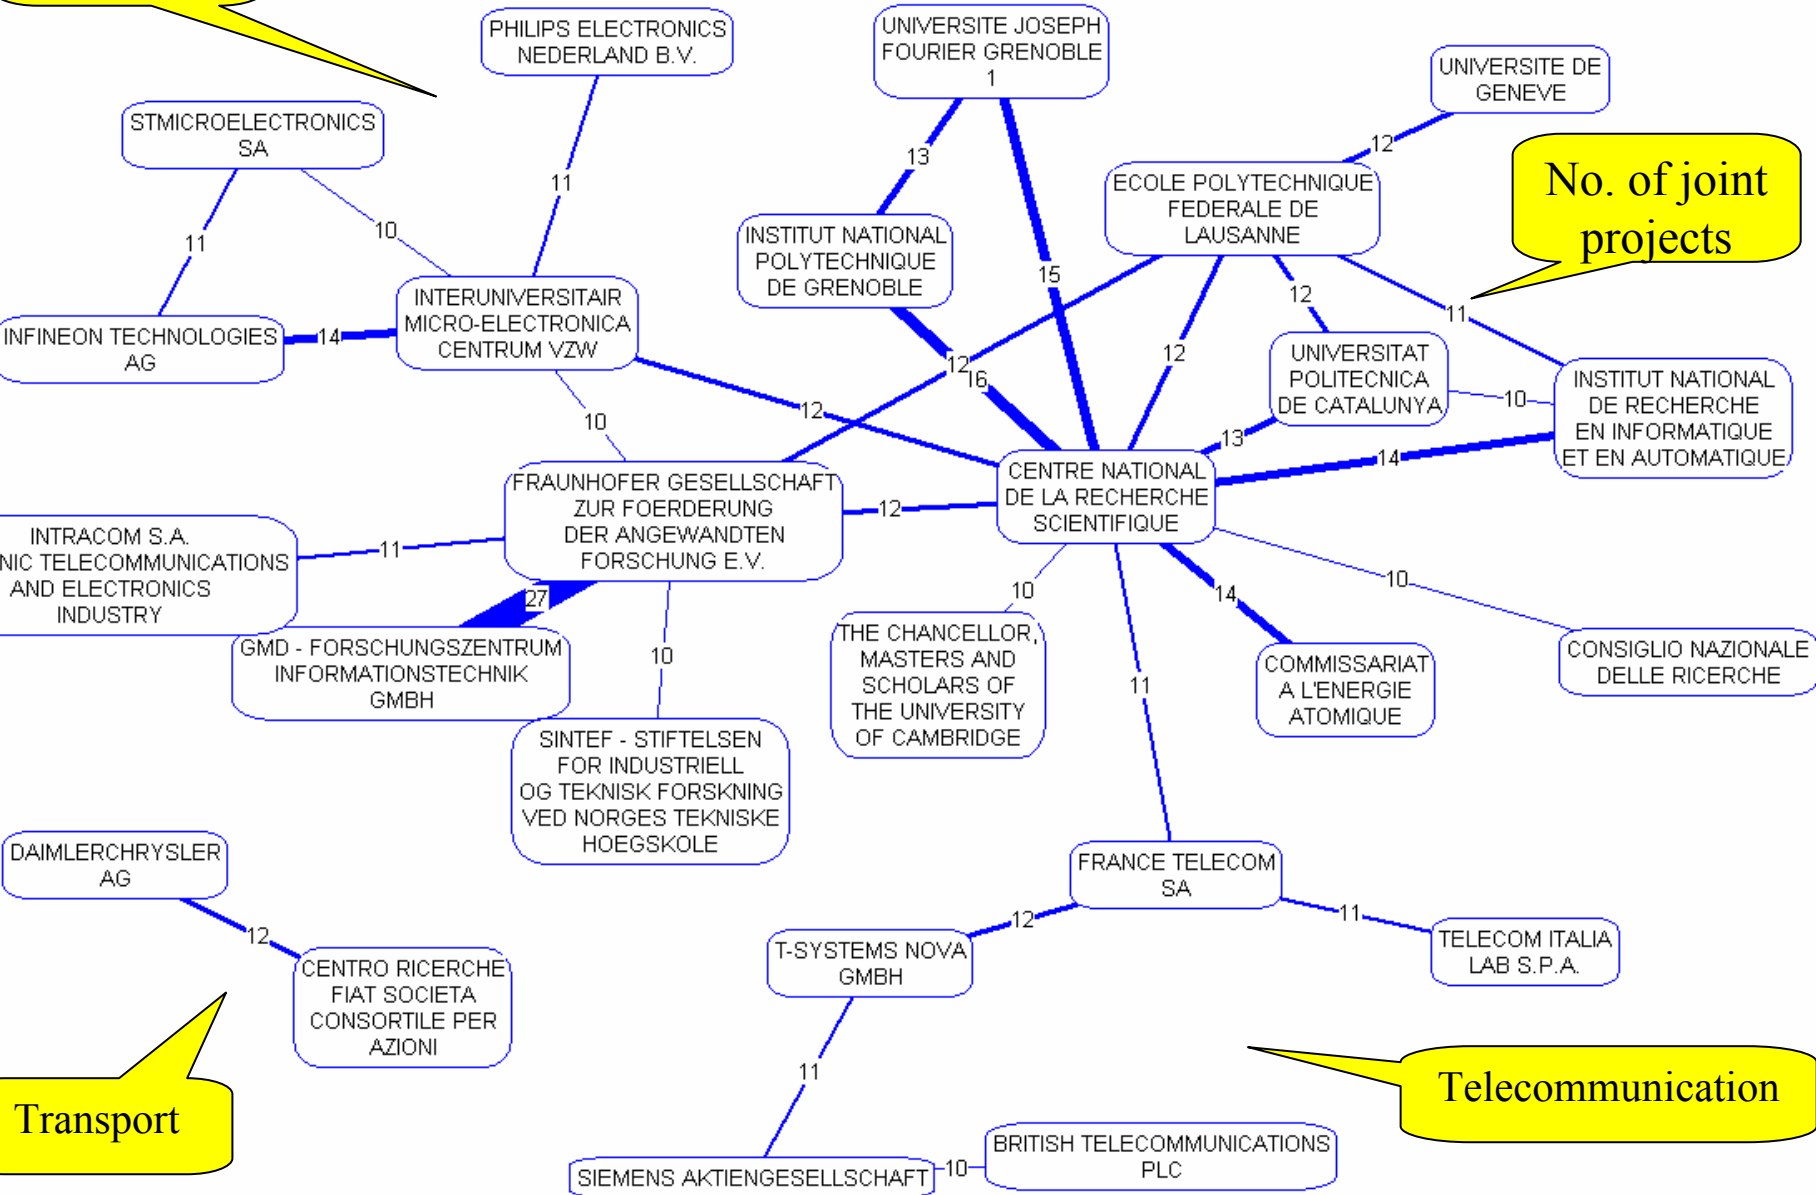 PHILIPS ELECTRONICS
NEDERLAND B.V.
UNIVERSITE JOSEPH
FOURIER GRENOBLE
1
UNIVERSITE DE
GENEVE
STMICROELECTRONICS
SA
11
13
12
No. of joint
projects
ECOLE POLYTECHNIQUE
FEDERALE DE
LAUSANNE
INSTITUT NATIONAL
POLYTECHNIQUE
DE GRENOBLE
11
10
15
12
11
INTERUNIVERSITAIR
MICRO-ELECTRONICA
CENTRUM VZW
INFINEON TECHNOLOGIES
AG
14
12
16
12
UNIVERSITAT
POLITECNICA
DE CATALUNYA
10
INSTITUT NATIONAL
DE RECHERCHE
EN INFORMATIQUE
ET EN AUTOMATIQUE
10
12
13
14
FRAUNHOFER GESELLSCHAFT
ZUR FOERDERUNG
DER ANGEWANDTEN
FORSCHUNG E.V.
12
CENTRE NATIONAL
DE LA RECHERCHE
SCIENTIFIQUE
INTRACOM S.A.
NIC TELECOMMUNICATIONS
AND ELECTRONICS
INDUSTRY
11
27
10
10
14
10
GMD - FORSCHUNGSZENTRUM
INFORMATIONSTECHNIK
GMBH
THE CHANCELLOR,
MASTERS AND
SCHOLARS OF
THE UNIVERSITY
OF CAMBRIDGE
11
COMMISSARIAT
A L'ENERGIE
ATOMIQUE
CONSIGLIO NAZIONALE
DELLE RICERCHE
SINTEF - STIFTELSEN
FOR INDUSTRIELL
OG TEKNISK FORSKNING
VED NORGES TEKNISKE
HOEGSKOLE
DAIMLERCHRYSLER
AG
12
CENTRO RICERCHE
FIAT SOCIETA
CONSORTILE PER
AZIONI
FRANCE TELECOM
SA
12
11
T-SYSTEMS NOVA
GMBH
TELECOM ITALIA
LAB S.P.A.
11
Transport
Telecommunication
SIEMENS AKTIENGESELLSCHAFT
10
BRITISH TELECOMMUNICATIONS
PLC